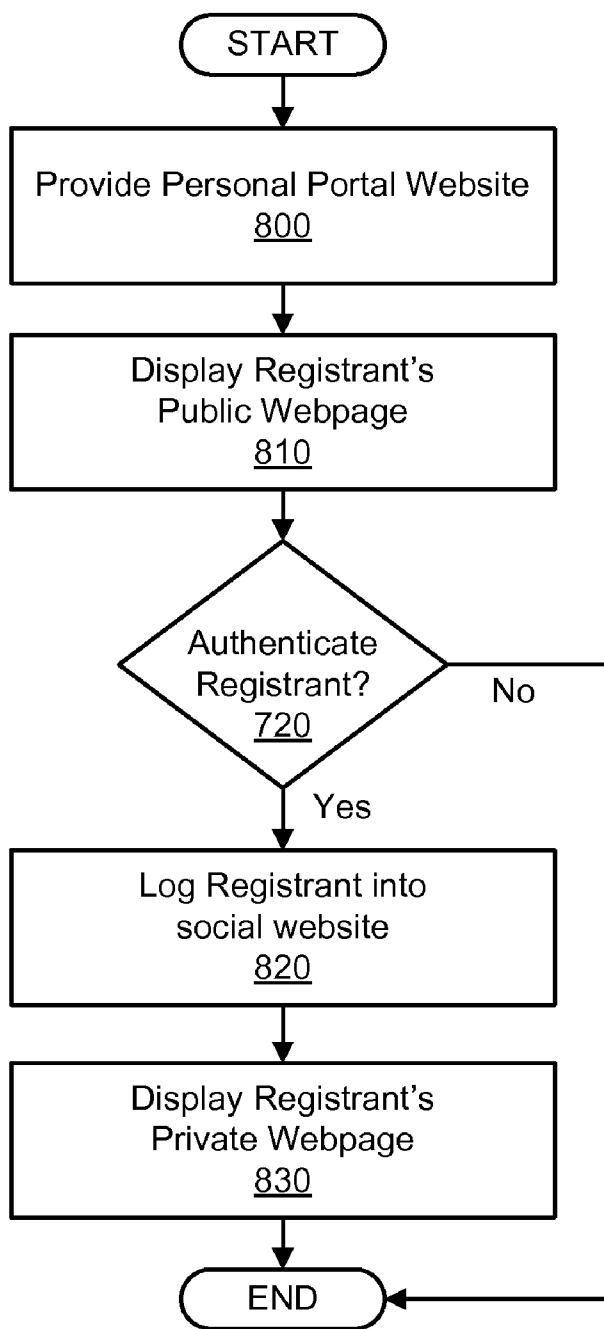 START
Provide Personal Portal Website
800
Display Registrant's
Public Webpage
810
Authenticate
Registrant?
720
No
Yes
Log Registrant into
social website
820
Display Registrant's
Private Webpage
830
END